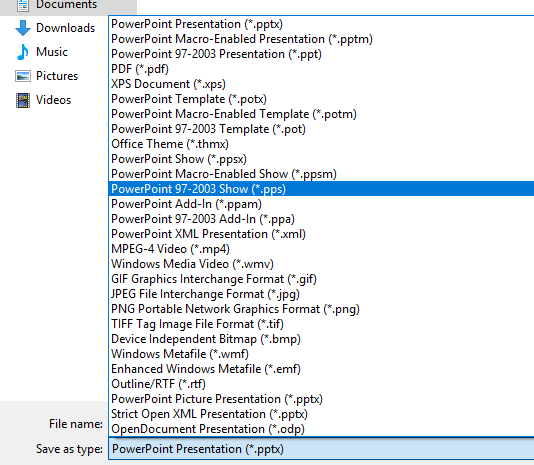 Documents
Downloads
Music
Pictures
Videos
PowerPoint Presentation (*.pptx)
PowerPoint Macro-Enabled Presentation (*.pptm)
PowerPoint 97-2003 Presentation (*.ppt)
PDF (*.pdf)
XPS Document (*.xps)
PowerPoint Template (*.potx)
PowerPoint Macro-Enabled Template (*.potm)
PowerPoint 97-2003 Template (*.pot)
Office Theme (*.thmx)
PowerPoint Show (*.ppsx)
PowerPoint Macro-Enabled Show (*.ppsm)
PowerPoint 97-2003 Show (*.pps)
PowerPoint Add-In (*.ppam)
PowerPoint 97-2003 Add-In (*.ppa)
PowerPoint XML Presentation (*.xml)
MPEG-4 Video (*.mp4)
Windows Media Video (*.wmv)
GIF Graphics Interchange Format (*.gif)
JPEG File Interchange Format (*.jpg)
PNG Portable Network Graphics Format (*.png)
TIFF Tag Image File Format (*.tif)
Device Independent Bitmap (*.bmp)
Windows Metafile (*.wmf)
Enhanced Windows Metafile (*.emf)
Outline/RTF (*.rtf)
PowerPoint Picture Presentation (*.pptx)
Strict Open XML Presentation (*.pptx)
OpenDocument Presentation (*.odp)
File name:
Save as type: PowerPoint Presentation (*.pptx)